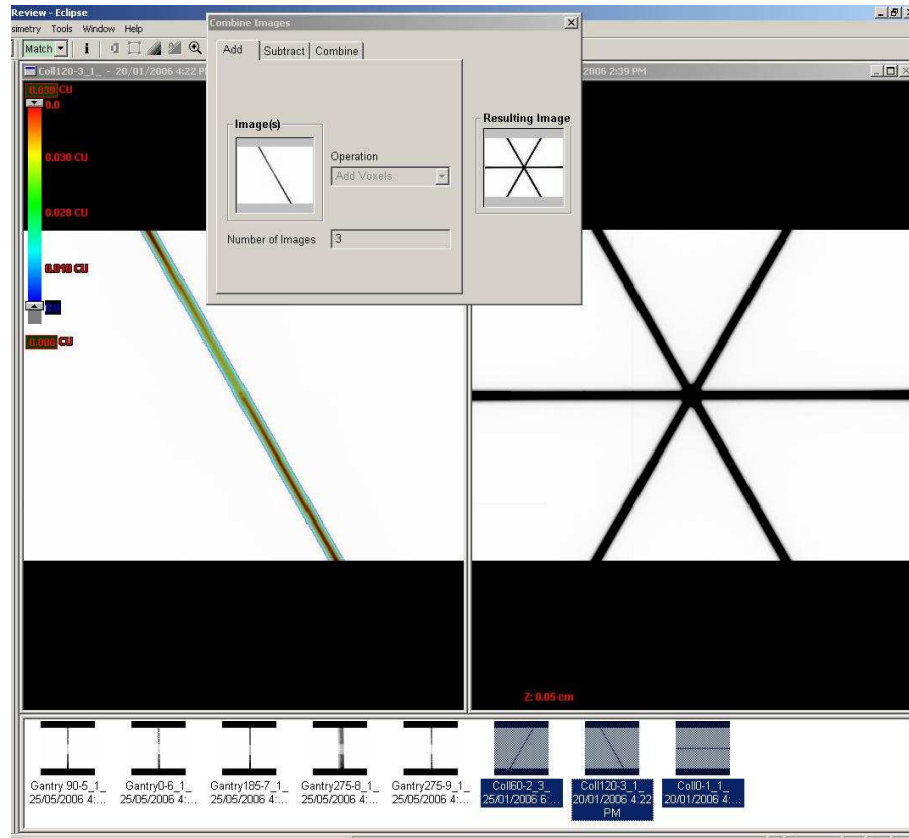 Review - Eclipse
simetry Tools Window Help
Match
Coll120-3_1_ - 20/01/2006 4:22 P
2006 2:39 PM
Combine Images
Add
Subtract
Combine
Image(s)
Operation
Add Voxels
Number of Images
3
Resulting Image
0.039 CU
0.0
0.030 CU
0.020 CU
0.010 CU
0.0
0.000 CU
Z: 0.05 cm
Gantry 90-5_1_
25/05/2006 4:...
Gantry0-6_1_
25/05/2006 4:...
Gantry185-7_1_
25/05/2006 4:...
Gantry275-8_1_
25/05/2006 4:...
Gantry275-9_1_
25/05/2006 4:...
Coll60-2_3_
25/01/2006 6:...
Coll120-3_1_
20/01/2006 4:22
PM
Coll0-1_1_
20/01/2006 4:...